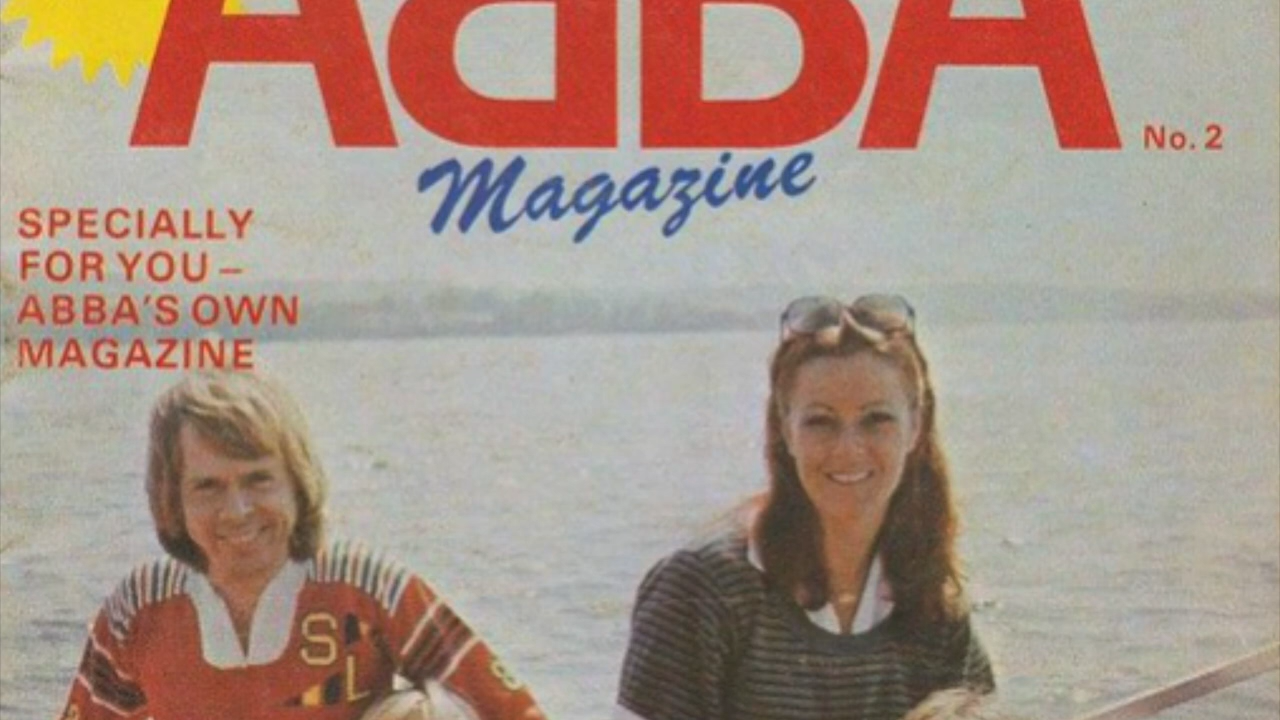 ABBA
No. 2
Magazine
SPECIALLY
FOR YOU –
ABBA'S OWN
MAGAZINE
S
L